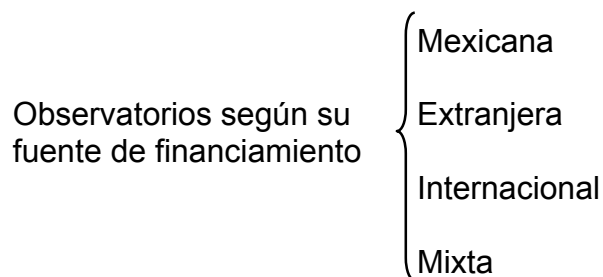 Mexicana
Observatorios según su
fuente de financiamiento
Extranjera
Internacional
Mixta